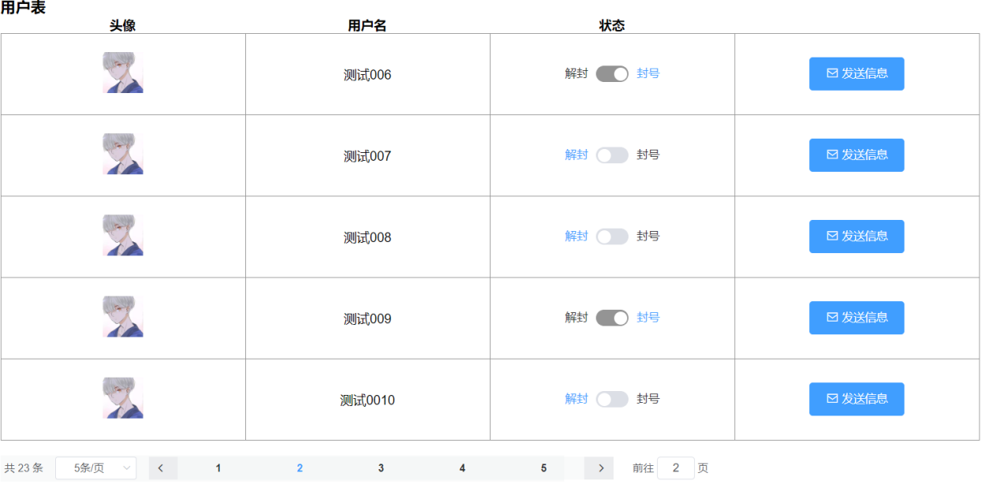 用户表
头像 用户名 状态
测试006 解封 封号 发送信息
测试007 解封 封号 发送信息
测试008 解封 封号 发送信息
测试009 解封 封号 发送信息
测试0010 解封 封号 发送信息
共 23 条 5条/页 1 2 3 4 5 前往 2 页